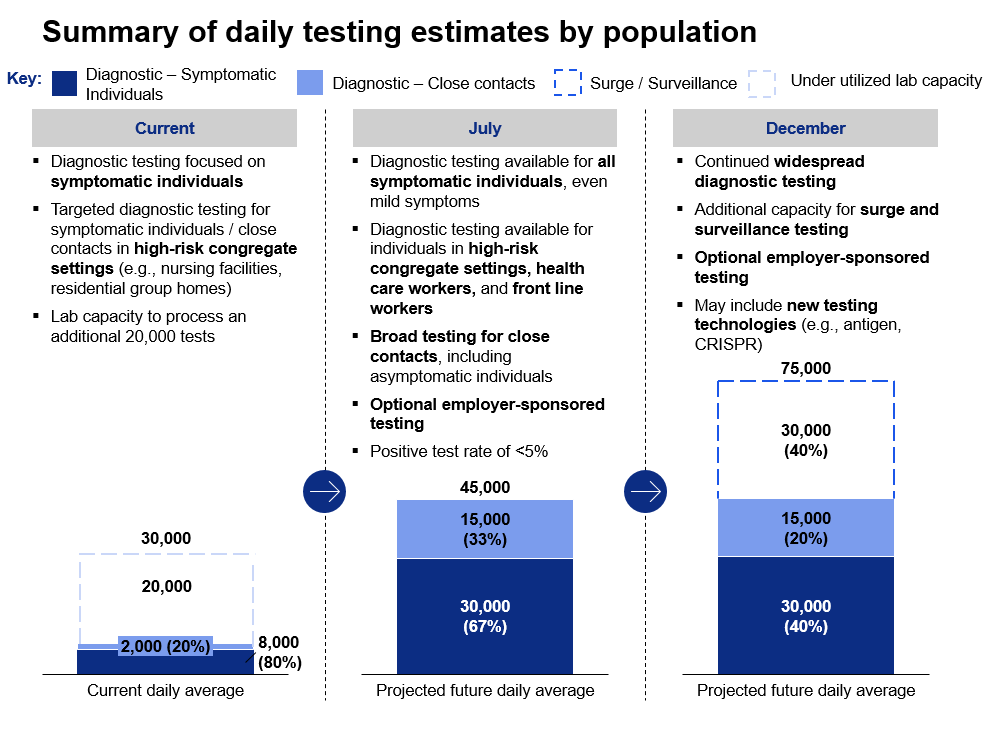 Summary of daily testing estimates by population
Key:
Diagnostic – Symptomatic
Individuals
Diagnostic – Close contacts
Surge / Surveillance
Under utilized lab capacity
Current
▪ Diagnostic testing focused on
symptomatic individuals
▪ Targeted diagnostic testing for
symptomatic individuals / close
contacts in high-risk congregate
settings (e.g., nursing facilities,
residential group homes)
▪ Lab capacity to process an
additional 20,000 tests
30,000
20,000
2,000 (20%)
8,000
(80%)
Current daily average
July
▪ Diagnostic testing available for all
symptomatic individuals, even
mild symptoms
▪ Diagnostic testing available for
individuals in high-risk
congregate settings, health
care workers, and front line
workers
▪ Broad testing for close
contacts, including
asymptomatic individuals
▪ Optional employer-sponsored
testing
▪ Positive test rate of <5%
45,000
15,000
(33%)
30,000
(67%)
Projected future daily average
December
▪ Continued widespread
diagnostic testing
▪ Additional capacity for surge and
surveillance testing
▪ Optional employer-sponsored
testing
▪ May include new testing
technologies (e.g., antigen,
CRISPR)
75,000
30,000
(40%)
15,000
(20%)
30,000
(40%)
Projected future daily average